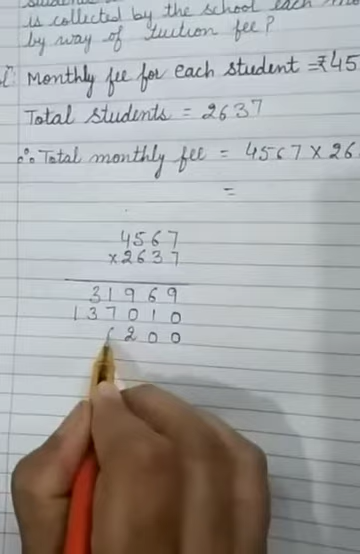 is collected by the school each
by way of tuition fee?
Monthly fee for each student = ₹45
Total students = 2637
∴ Total monthly fee = 4567 × 26
=
4567
×2637
31969
137010
6200